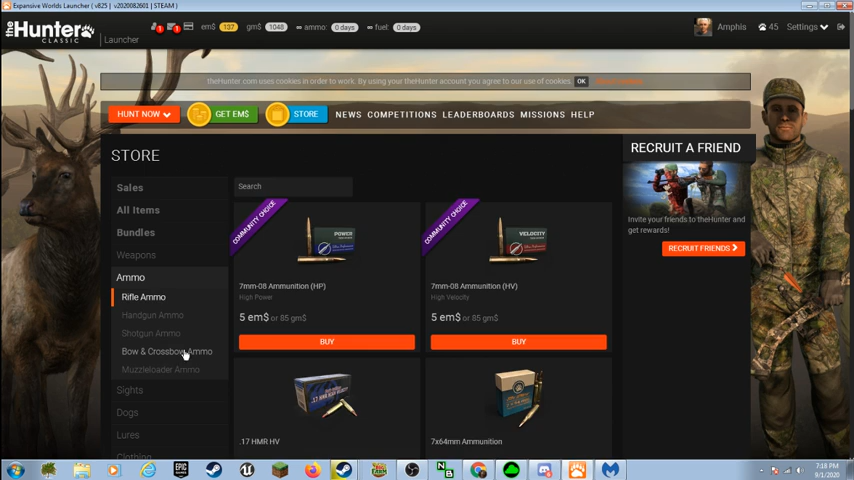 Expansive Worlds Launcher ( v825 | v2020082601 | STEAM )
theHunter CLASSIC
Launcher
1 1 em$ 137 gm$ 1048 ∞ ammo: 0 days ∞ fuel: 0 days
Amphis 45 Settings
theHunter.com uses cookies in order to work. By using your theHunter account you agree to our use of cookies. OK
HUNT NOW GET EM$ STORE NEWS COMPETITIONS LEADERBOARDS MISSIONS HELP
STORE
Sales
All Items
Bundles
Weapons
Ammo
Rifle Ammo
Handgun Ammo
Shotgun Ammo
Bow & Crossbow Ammo
Muzzleloader Ammo
Sights
Dogs
Lures
Clothing
Search
COMMUNITY CHOICE
POWER
7mm-08 Ammunition (HP)
High Power
5 em$ or 85 gm$
BUY
COMMUNITY CHOICE
VELOCITY
7mm-08 Ammunition (HV)
High Velocity
5 em$ or 85 gm$
BUY
.17 HMR HV
7x64mm Ammunition
RECRUIT A FRIEND
Invite your friends to theHunter and
get rewards!
RECRUIT FRIENDS
EPIC GAMES
NB
7:18 PM
9/1/2020